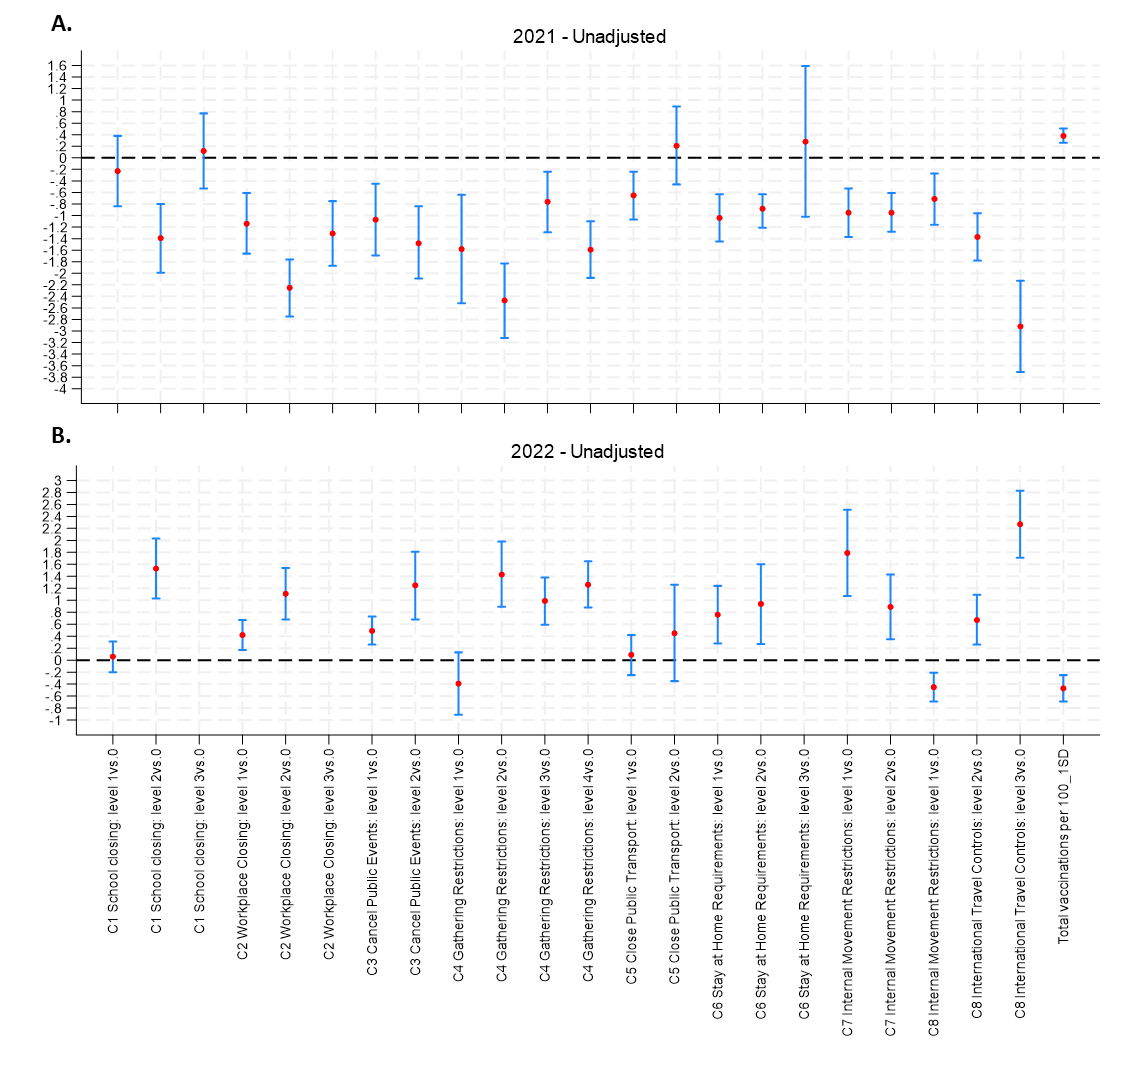 A.
2021 - Unadjusted
1.6
1.4
1.2
1
.8
.6
.4
.2
0
-.2
-.4
-.6
-.8
-1
-1.2
-1.4
-1.6
-1.8
-2
-2.2
-2.4
-2.6
-2.8
-3
-3.2
-3.4
-3.6
-3.8
-4
B.
2022 - Unadjusted
3
2.8
2.6
2.4
2.2
2
1.8
1.6
1.4
1.2
1
.8
.6
.4
.2
0
-.2
-.4
-.6
-.8
-1
C1 School closing: level 1vs.0
C1 School closing: level 2vs.0
C1 School closing: level 3vs.0
C2 Workplace Closing: level 1vs.0
C2 Workplace Closing: level 2vs.0
C2 Workplace Closing: level 3vs.0
C3 Cancel Public Events: level 1vs.0
C3 Cancel Public Events: level 2vs.0
C4 Gathering Restrictions: level 1vs.0
C4 Gathering Restrictions: level 2vs.0
C4 Gathering Restrictions: level 3vs.0
C4 Gathering Restrictions: level 4vs.0
C5 Close Public Transport: level 1vs.0
C5 Close Public Transport: level 2vs.0
C6 Stay at Home Requirements: level 1vs.0
C6 Stay at Home Requirements: level 2vs.0
C6 Stay at Home Requirements: level 3vs.0
C7 Internal Movement Restrictions: level 1vs.0
C7 Internal Movement Restrictions: level 2vs.0
C8 Internal Movement Restrictions: level 1vs.0
C8 International Travel Controls: level 2vs.0
C8 International Travel Controls: level 3vs.0
Total vaccinations per 100_1SD